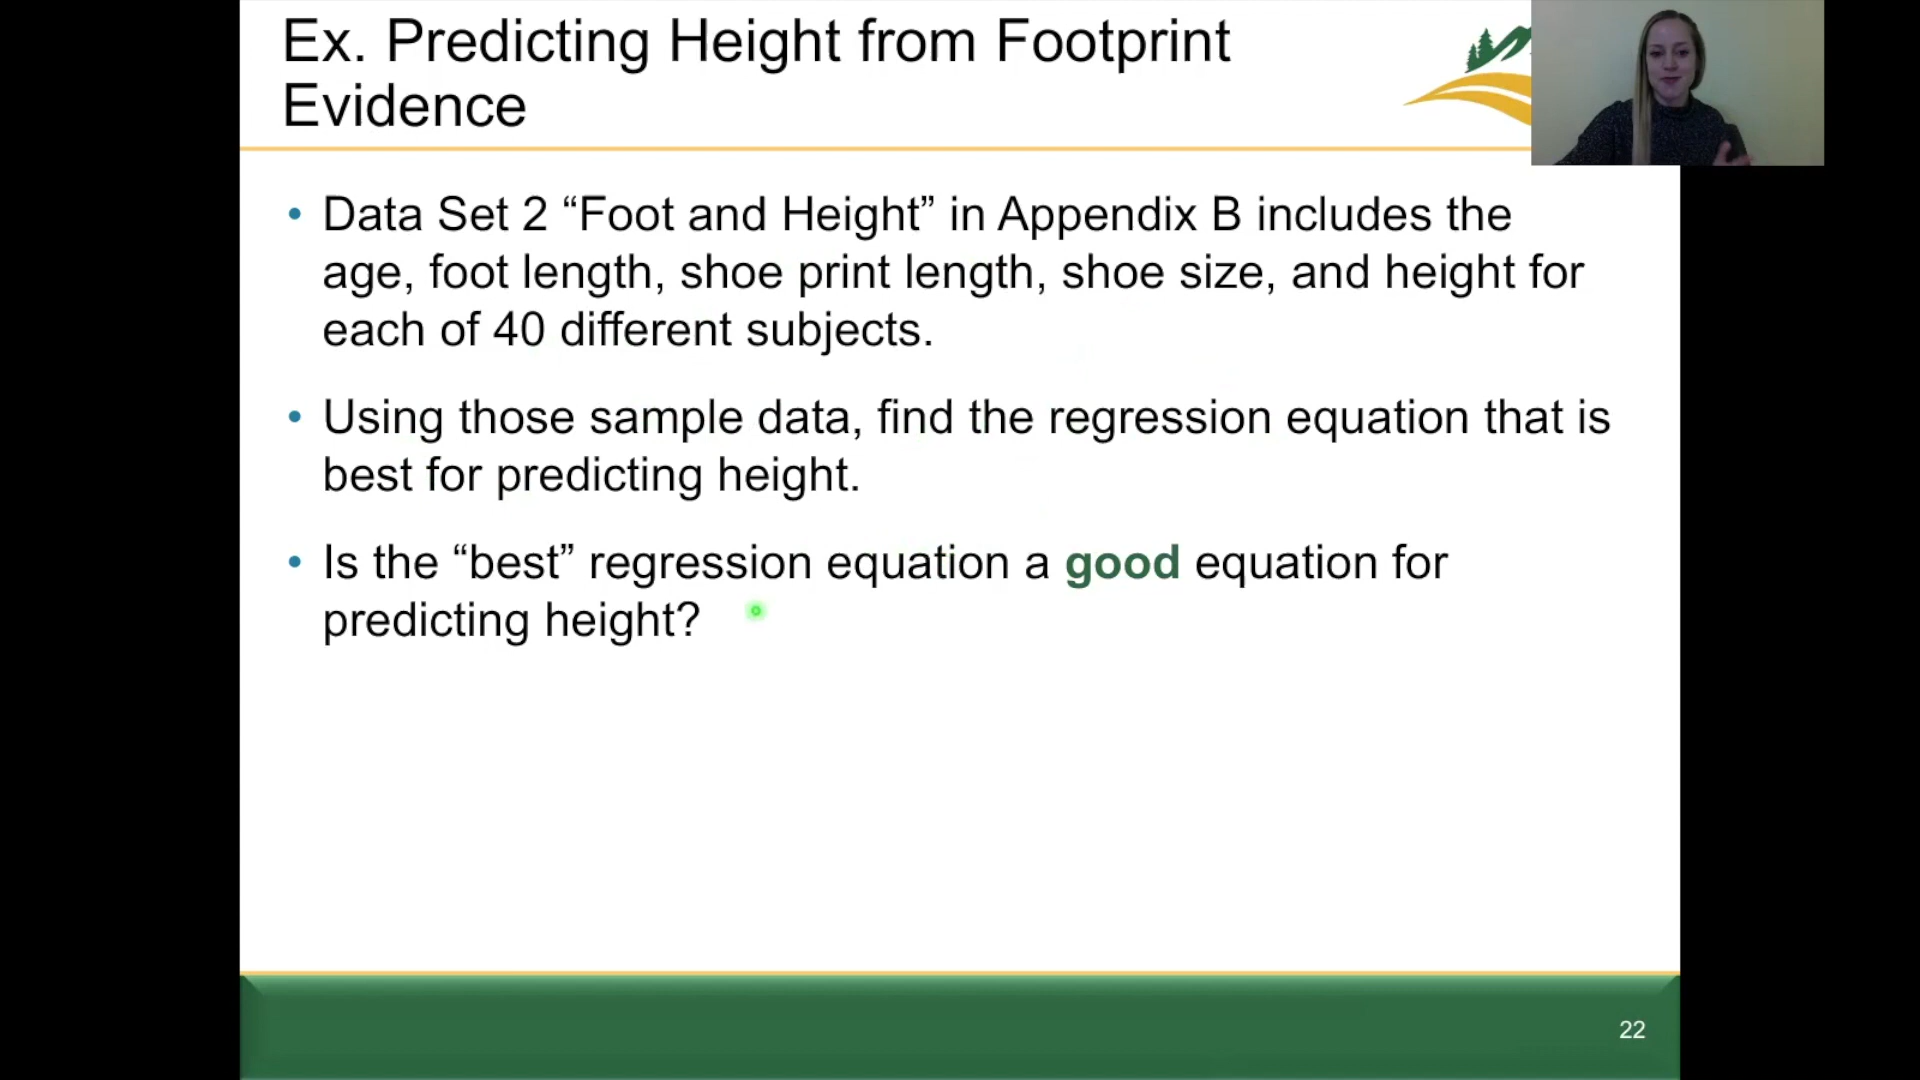 Ex. Predicting Height from Footprint
Evidence
• Data Set 2 “Foot and Height” in Appendix B includes the
age, foot length, shoe print length, shoe size, and height for
each of 40 different subjects.
• Using those sample data, find the regression equation that is
best for predicting height.
• Is the “best” regression equation a good equation for
predicting height?
22